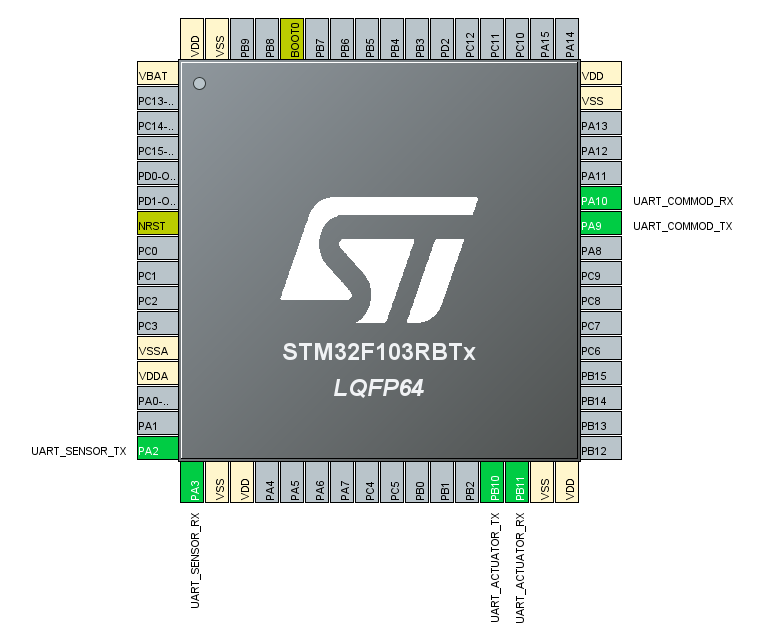 VDD
VSS
PB9
PB8
BOOT0
PB7
PB6
PB5
PB4
PB3
PD2
PC12
PC11
PC10
PA15
PA14
VBAT
PC13-..
PC14-..
PC15-..
PD0-O..
PD1-O..
NRST
PC0
PC1
PC2
PC3
VSSA
VDDA
PA0-..
PA1
UART_SENSOR_TX PA2
ST
STM32F103RBTx
LQFP64
VDD
VSS
PA13
PA12
PA11
PA10 UART_COMMOD_RX
PA9 UART_COMMOD_TX
PA8
PC9
PC8
PC7
PC6
PB15
PB14
PB13
PB12
PA3
VSS
VDD
PA4
PA5
PA6
PA7
PC4
PC5
PB0
PB1
PB2
PB10
PB11
VSS
VDD
UART_SENSOR_RX
UART_ACTUATOR_TX
UART_ACTUATOR_RX